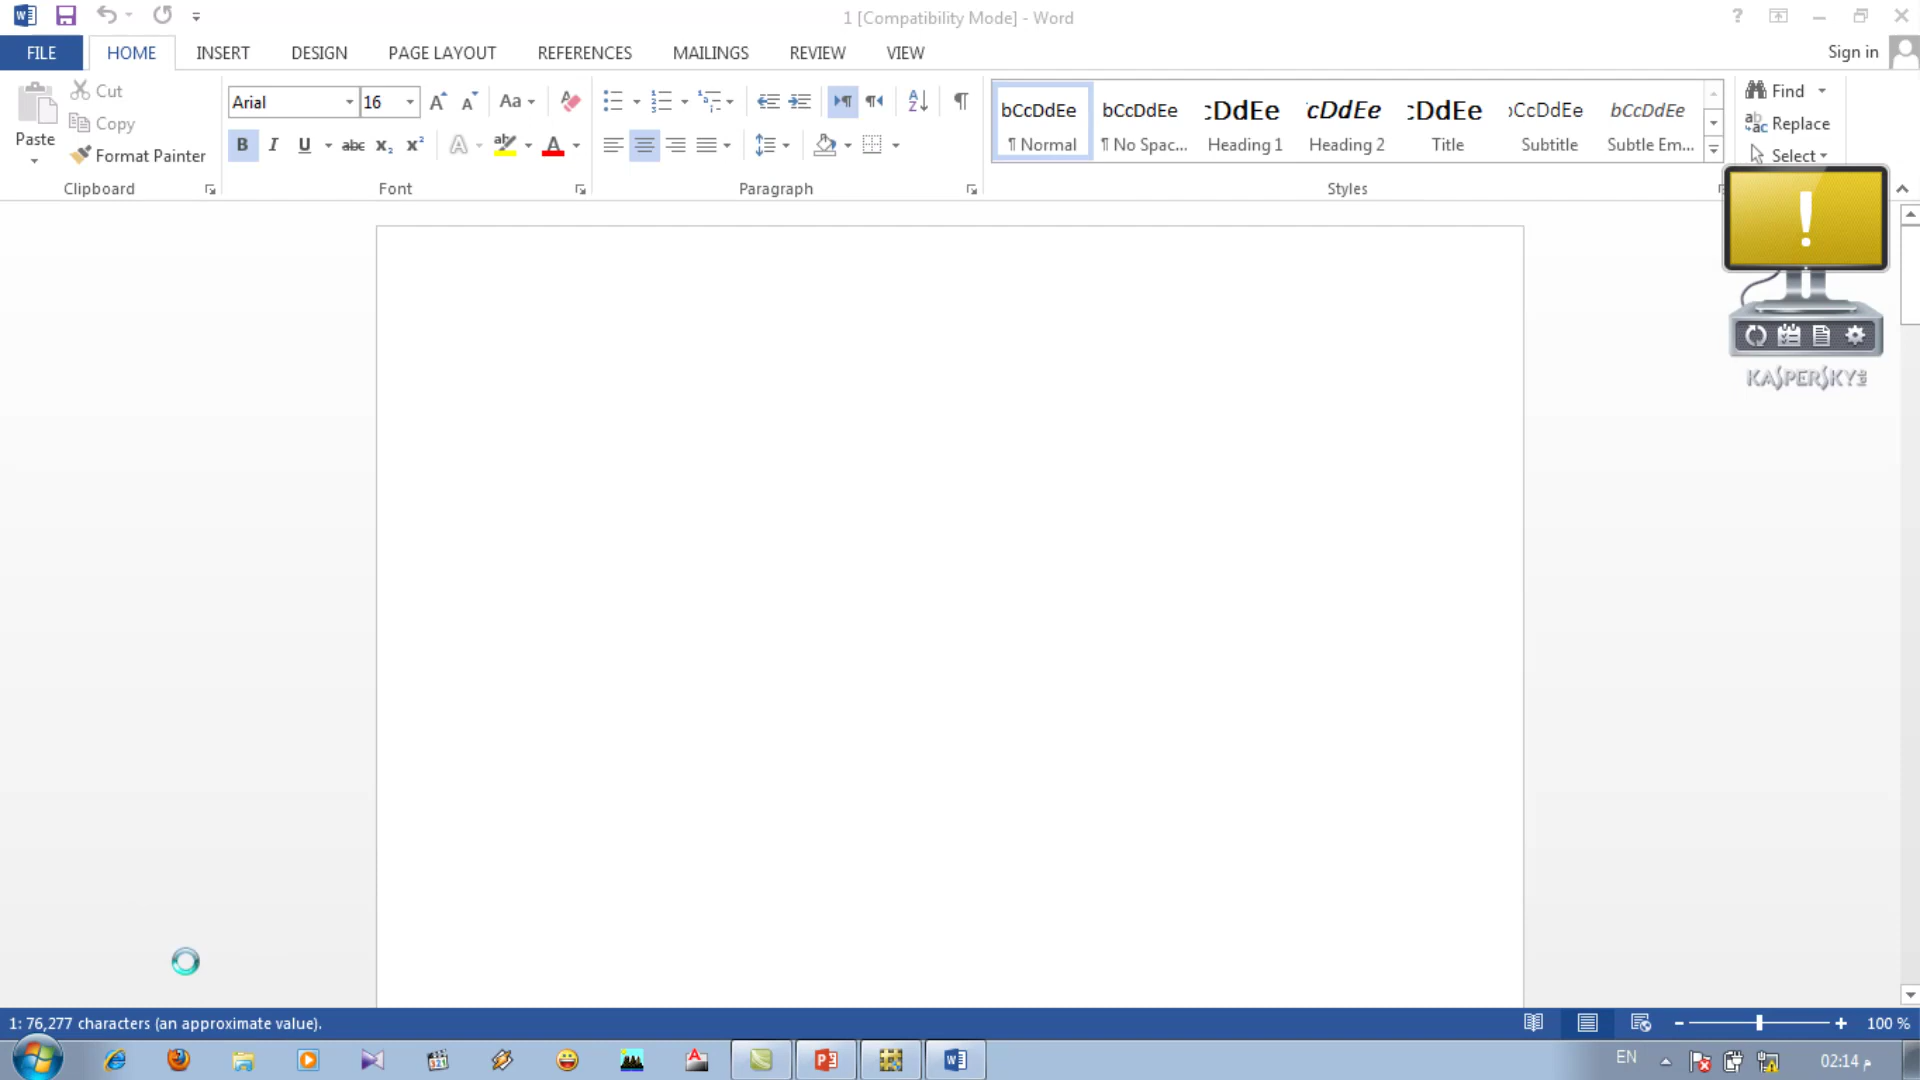 1 [Compatibility Mode] - Word
FILE
HOME
INSERT
DESIGN
PAGE LAYOUT
REFERENCES
MAILINGS
REVIEW
VIEW
Sign in
Paste
Cut
Copy
Format Painter
Clipboard
Arial
16
Font
Paragraph
bCcDdEe
¶ Normal
bCcDdEe
¶ No Spac...
cDdEe
Heading 1
cDdEe
Heading 2
cDdEe
Title
bCcDdEe
Subtitle
bCcDdEe
Subtle Em...
Styles
Find
Replace
Select
!
KASPERSKY
1: 76,277 characters (an approximate value).
100 %
EN
02:14 م